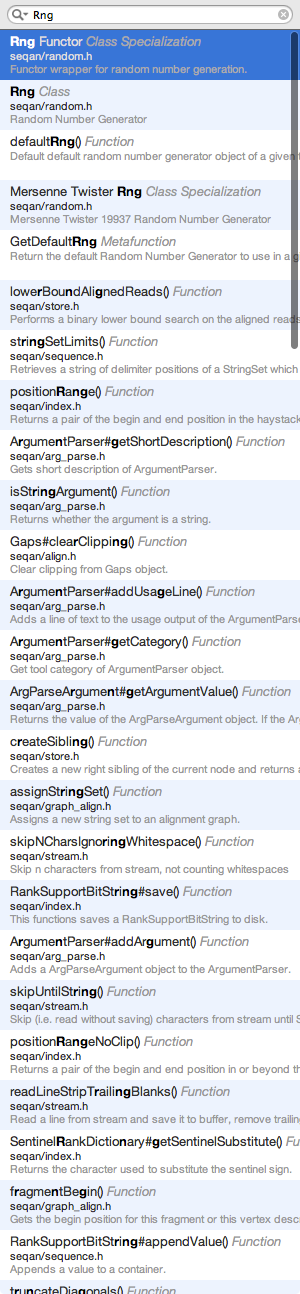 Rng
Rng Functor Class Specialization
seqan/random.h
Functor wrapper for random number generation.
Rng Class
seqan/random.h
Random Number Generator
defaultRng() Function
Default default random number generator object of a given
Mersenne Twister Rng Class Specialization
seqan/random.h
Mersenne Twister 19937 Random Number Generator
GetDefaultRng Metafunction
Return the default Random Number Generator to use in a g
lowerBoundAlignedReads() Function
seqan/store.h
Performs a binary lower bound search on the aligned reads
stringSetLimits() Function
seqan/sequence.h
Retrieves a string of delimiter positions of a StringSet which
positionRange() Function
seqan/index.h
Returns a pair of the begin and end position in the haystack
ArgumentParser#getShortDescription() Function
seqan/arg_parse.h
Gets short description of ArgumentParser.
isStringArgument() Function
seqan/arg_parse.h
Returns whether the argument is a string.
Gaps#clearClipping() Function
seqan/align.h
Clear clipping from Gaps object.
ArgumentParser#addUsageLine() Function
seqan/arg_parse.h
Adds a line of text to the usage output of the ArgumentParse
ArgumentParser#getCategory() Function
seqan/arg_parse.h
Get tool category of ArgumentParser object.
ArgParseArgument#getArgumentValue() Function
seqan/arg_parse.h
Returns the value of the ArgParseArgument object. If the Ar
createSibling() Function
seqan/store.h
Creates a new right sibling of the current node and returns a
assignStringSet() Function
seqan/graph_align.h
Assigns a new string set to an alignment graph.
skipNCharsIgnoringWhitespace() Function
seqan/stream.h
Skip n characters from stream, not counting whitespaces
RankSupportBitString#save() Function
seqan/index.h
This functions saves a RankSupportBitString to disk.
ArgumentParser#addArgument() Function
seqan/arg_parse.h
Adds a ArgParseArgument object to the ArgumentParser.
skipUntilString() Function
seqan/stream.h
Skip (i.e. read without saving) characters from stream until S
positionRangeNoClip() Function
seqan/index.h
Returns a pair of the begin and end position in or beyond th
readLineStripTrailingBlanks() Function
seqan/stream.h
Read a line from stream and save it to buffer, remove trailin
SentinelRankDictionary#getSentinelSubstitute() Fu
seqan/index.h
Returns the character used to substitute the sentinel sign.
fragmentBegin() Function
seqan/graph_align.h
Gets the begin position for this fragment or this vertex desc
RankSupportBitString#appendValue() Function
seqan/sequence.h
Appends a value to a container.
truncateDiagonals() Function